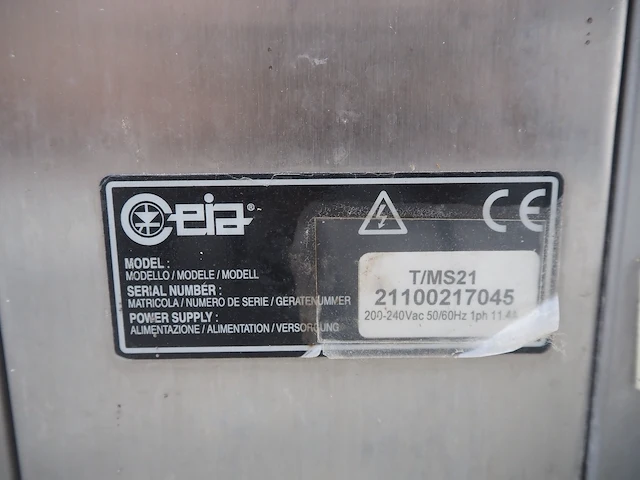 Ceia®
CE
MODEL :
MODELLO / MODELE / MODELL
T/MS21
SERIAL NUMBER :
21100217045
MATRICOLA / NUMERO DE SERIE / GERATENUMMER
POWER SUPPLY :
200-240Vac 50/60Hz 1ph
ALIMENTAZIONE / ALIMENTATION / VERSORGUNG